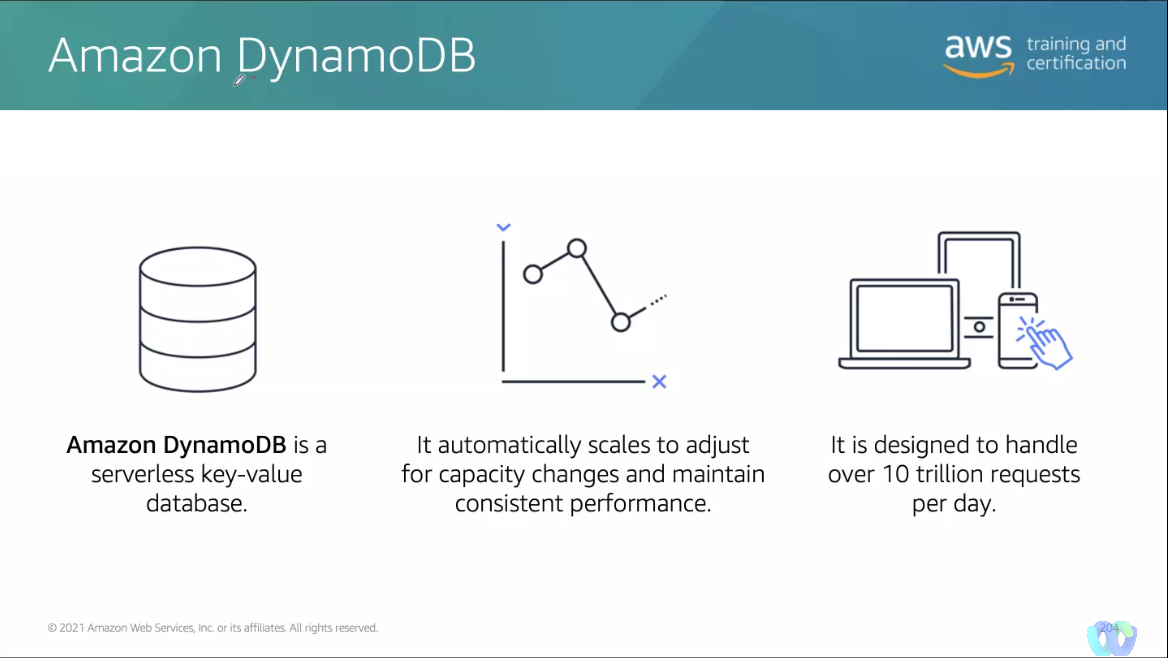 Amazon DynamoDB
aws training and
certification
Amazon DynamoDB is a
serverless key-value
database.
It automatically scales to adjust
for capacity changes and maintain
consistent performance.
It is designed to handle
over 10 trillion requests
per day.
© 2021 Amazon Web Services, Inc. or its affiliates. All rights reserved.
204